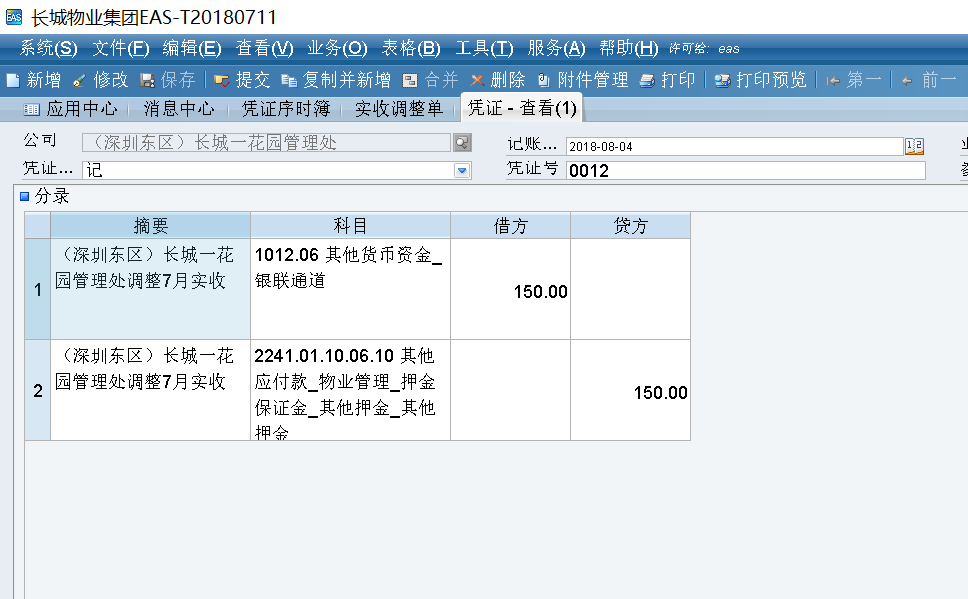 EAS 长城物业集团EAS-T20180711
系统(S) 文件(F) 编辑(E) 查看(V) 业务(O) 表格(B) 工具(T) 服务(A) 帮助(H) 许可给: eas
新增 修改 保存 提交 复制并新增 合并 删除 附件管理 打印 打印预览 第一 前一
应用中心 消息中心 凭证序时簿 实收调整单 凭证 - 查看(1)
公司 （深圳东区）长城一花园管理处 记账... 2018-08-04
凭证... 记 凭证号 0012
分录
摘要 科目 借方 贷方
1 （深圳东区）长城一花园管理处调整7月实收 1012.06 其他货币资金_银联通道 150.00
2 （深圳东区）长城一花园管理处调整7月实收 2241.01.10.06.10 其他应付款_物业管理_押金保证金_其他押金_其他押金 150.00